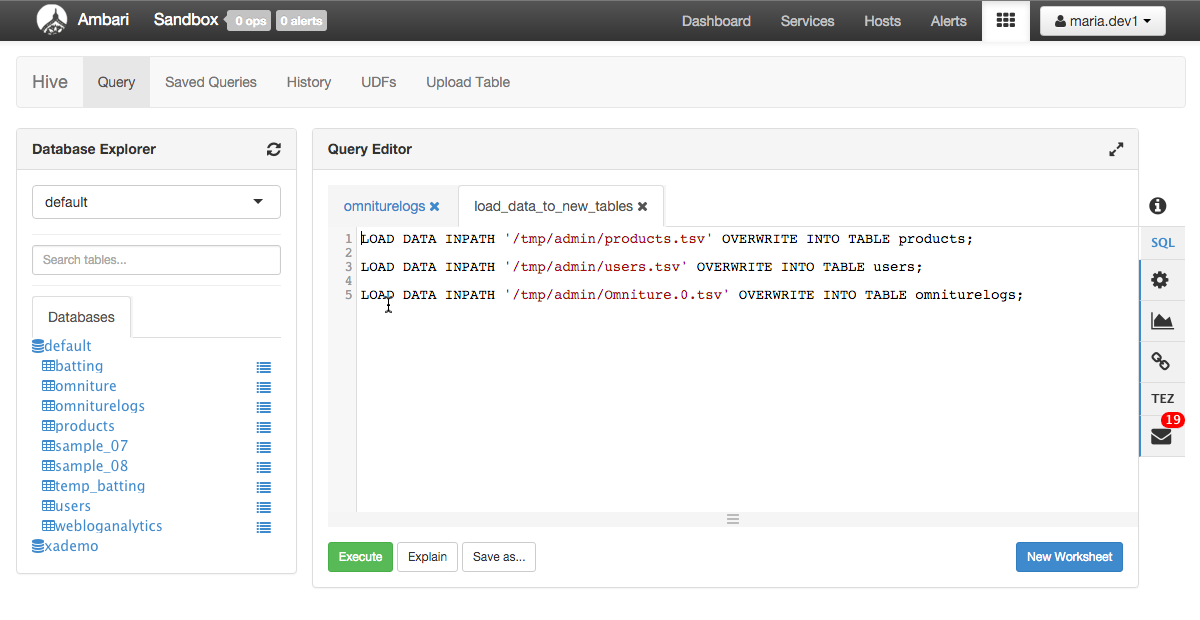 Ambari Sandbox 0 ops 0 alerts Dashboard Services Hosts Alerts maria.dev1
Hive Query Saved Queries History UDFs Upload Table
Database Explorer
default
Search tables...
Databases
default
batting
omniture
omniturelogs
products
sample_07
sample_08
temp_batting
users
webloganalytics
xademo
Query Editor
omniturelogs load_data_to_new_tables
1 LOAD DATA INPATH '/tmp/admin/products.tsv' OVERWRITE INTO TABLE products;
2
3 LOAD DATA INPATH '/tmp/admin/users.tsv' OVERWRITE INTO TABLE users;
4
5 LOAD DATA INPATH '/tmp/admin/Omniture.0.tsv' OVERWRITE INTO TABLE omniturelogs;
Execute Explain Save as... New Worksheet
SQL
TEZ
19